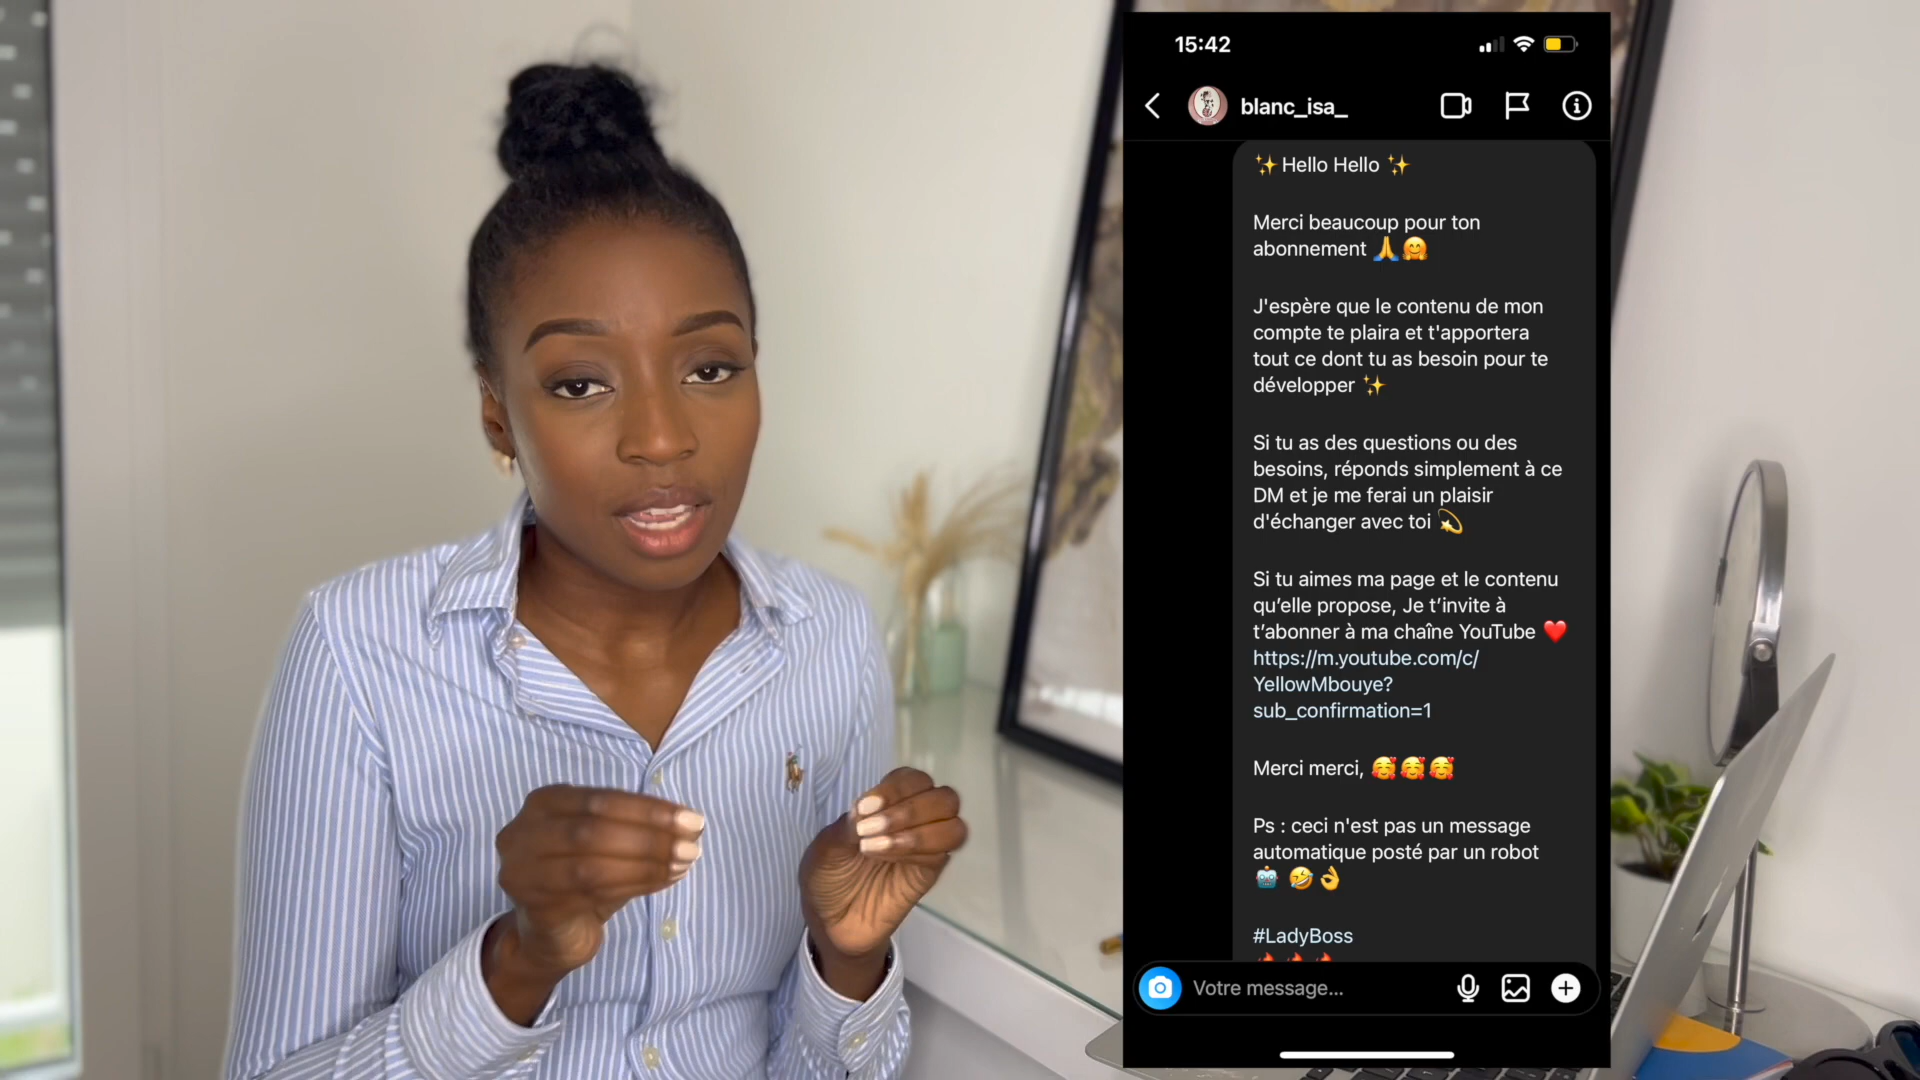 15:42
blanc_isa_
✨ Hello Hello ✨
Merci beaucoup pour ton
abonnement 🙏🤗
J'espère que le contenu de mon
compte te plaira et t'apportera
tout ce dont tu as besoin pour te
développer ✨
Si tu as des questions ou des
besoins, réponds simplement à ce
DM et je me ferai un plaisir
d'échanger avec toi 💫
Si tu aimes ma page et le contenu
qu’elle propose, Je t’invite à
t’abonner à ma chaîne YouTube ❤️
https://m.youtube.com/c/
YellowMbouye?
sub_confirmation=1
Merci merci, 🥰🥰🥰
Ps : ceci n'est pas un message
automatique posté par un robot
🤖 🤣👌
#LadyBoss
Votre message...